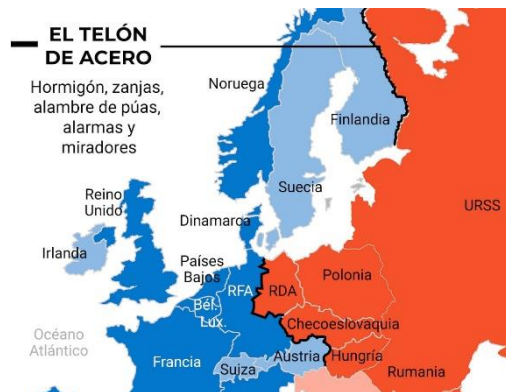 EL TELÓN
DE ACERO
Hormigón, zanjas,
alambre de púas,
alarmas y
miradores
Noruega
Finlandia
Suecia
Reino
Unido
Dinamarca
URSS
Irlanda
Países
Bajos
RFA
RDA
Polonia
Bél.
Lux.
Checoeslovaquia
Océano
Atlántico
Francia
Suiza
Austria
Hungría
Rumania